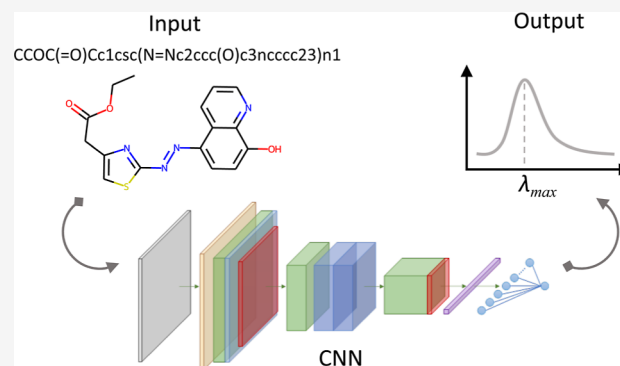 Input
Output
CCOC(=O)Cc1csc(N=Nc2ccc(O)c3ncccc23)n1
O
O
N
N
OH
N
N
S
λmax
CNN